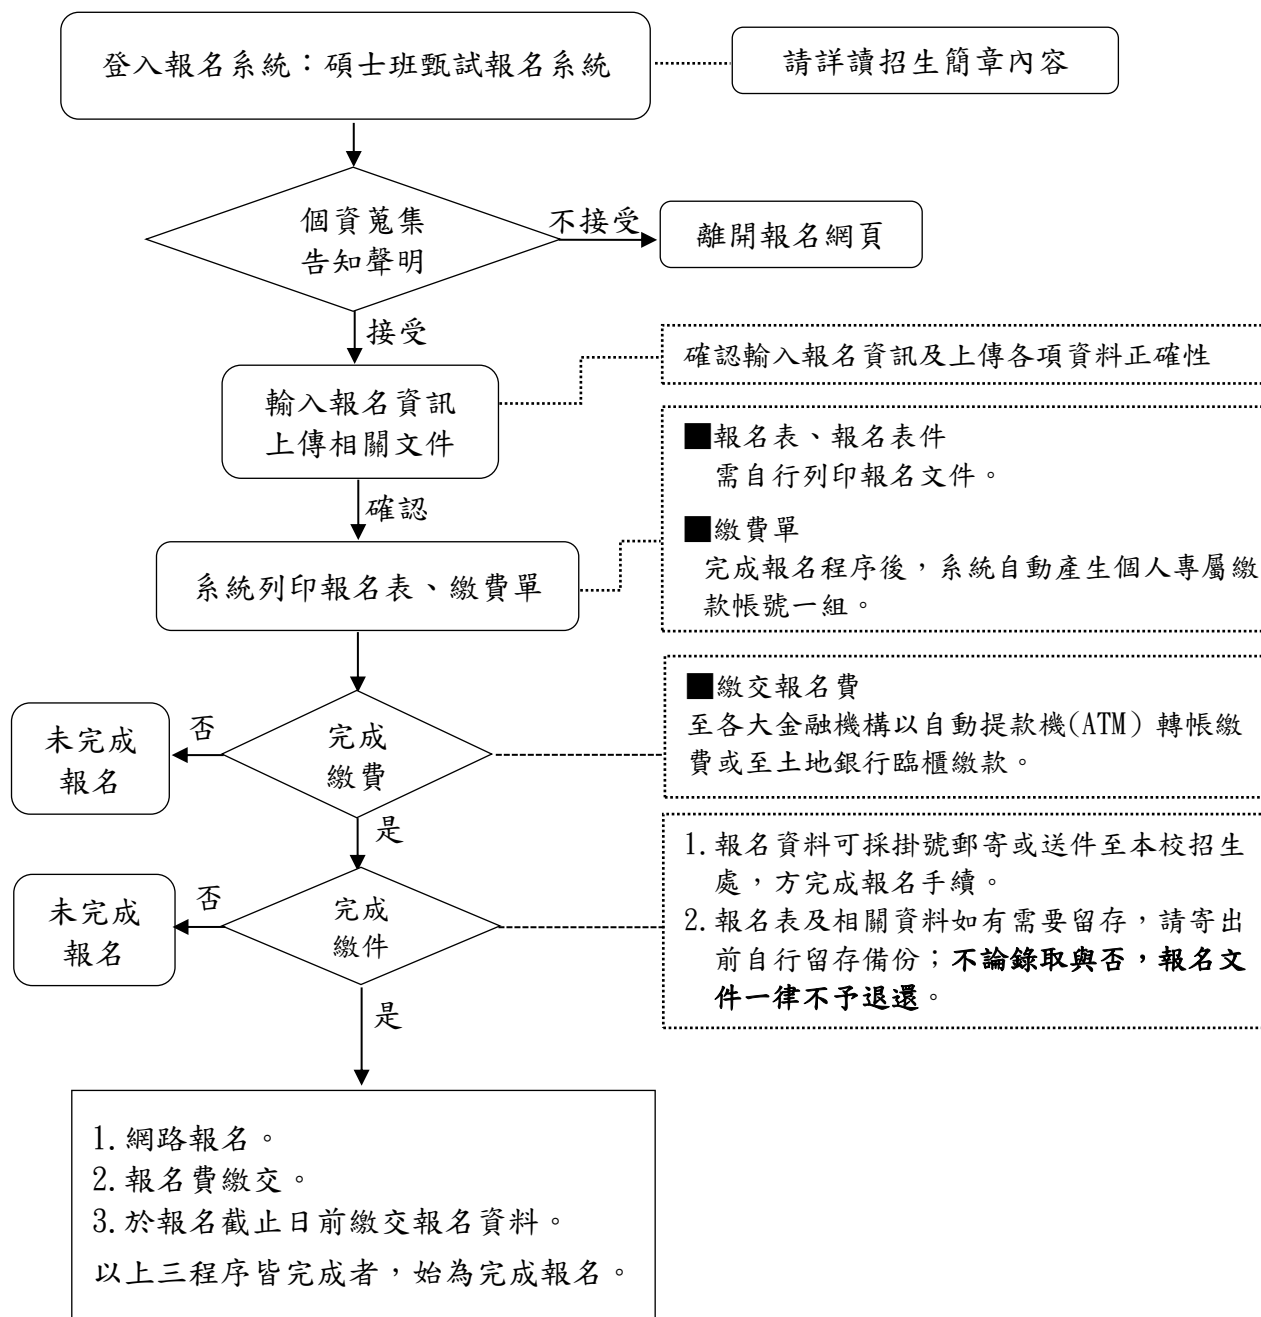 登入報名系統：碩士班甄試報名系統
請詳讀招生簡章內容
個資蒐集
告知聲明
不接受
離開報名網頁
接受
確認輸入報名資訊及上傳各項資料正確性
輸入報名資訊
上傳相關文件
■報名表、報名表件
需自行列印報名文件。
確認
■繳費單
完成報名程序後，系統自動產生個人專屬繳
款帳號一組。
系統列印報名表、繳費單
■繳交報名費
至各大金融機構以自動提款機(ATM) 轉帳繳
費或至土地銀行臨櫃繳款。
未完成
報名
否
完成
繳費
是
1.報名資料可採掛號郵寄或送件至本校招生
處，方完成報名手續。
2.報名表及相關資料如有需要留存，請寄出
前自行留存備份；不論錄取與否，報名文
件一律不予退還。
未完成
報名
否
完成
繳件
是
1.網路報名。
2.報名費繳交。
3.於報名截止日前繳交報名資料。
以上三程序皆完成者，始為完成報名。